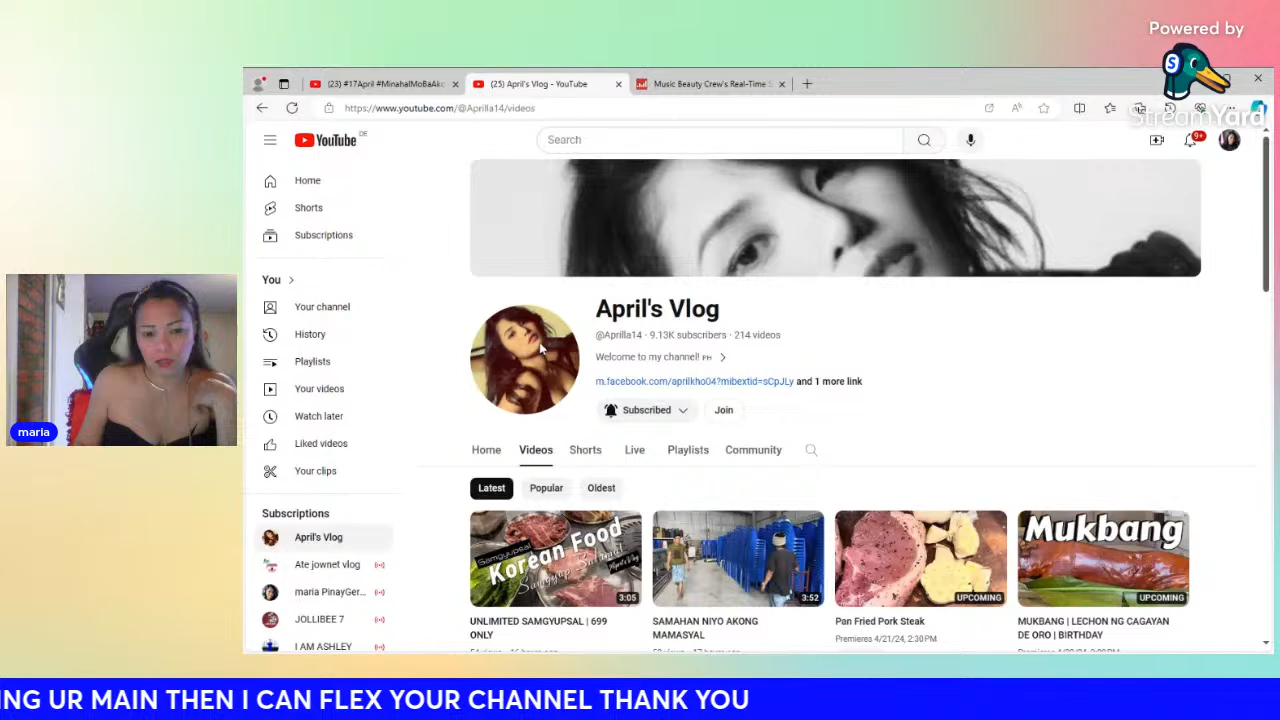 Powered by
StreamYard
(23) #17April #MinahalMoBaAko
(25) April's Vlog - YouTube
Music Beauty Crew's Real-Time S
https://www.youtube.com/@Aprilla14/videos
YouTube DE
Search
9+
Home
Shorts
Subscriptions
You
Your channel
History
Playlists
Your videos
Watch later
Liked videos
Your clips
Subscriptions
April's Vlog
Ate jownet vlog
maria PinayGer...
JOLLIBEE 7
I AM ASHLEY
April's Vlog
@Aprilla14 · 9.13K subscribers · 214 videos
Welcome to my channel! PH
m.facebook.com/aprilkho04?mibextid=sCpJLy and 1 more link
Subscribed
Join
Home Videos Shorts Live Playlists Community
Latest Popular Oldest
Samgyupsal
Korean Food
3:05
3:52
UPCOMING
Mukbang
UPCOMING
UNLIMITED SAMGYUPSAL | 699
ONLY
SAMAHAN NIYO AKONG
MAMASYAL
Pan Fried Pork Steak
Premieres 4/21/24, 2:30PM
MUKBANG | LECHON NG CAGAYAN
DE ORO | BIRTHDAY
maria
ING UR MAIN THEN I CAN FLEX YOUR CHANNEL THANK YOU